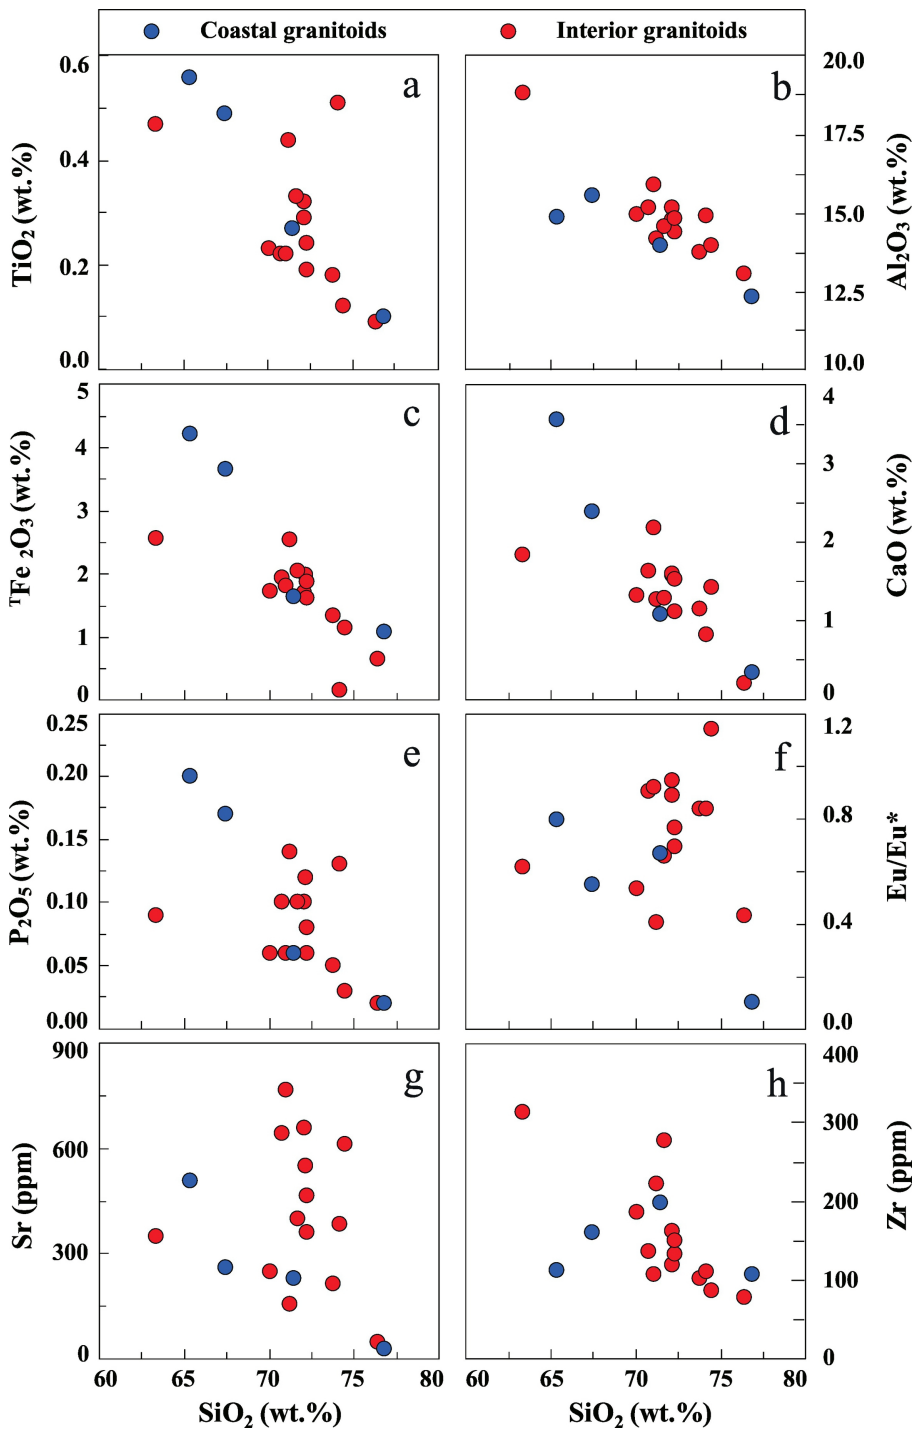 Coastal granitoids Interior granitoids
a
TiO2 (wt.%)
0.6
0.4
0.2
0.0
b
Al2O3 (wt.%)
20.0
17.5
15.0
12.5
10.0
c
TFe 2O3 (wt.%)
5
4
3
2
1
0
d
CaO (wt.%)
4
3
2
1
0
e
P2O5 (wt.%)
0.25
0.20
0.15
0.10
0.05
0.00
f
Eu/Eu*
1.2
0.8
0.4
0.0
g
Sr (ppm)
900
600
300
0
h
Zr (ppm)
400
300
200
100
0
60 65 70 75 80
SiO2 (wt.%)
60 65 70 75 80
SiO2 (wt.%)